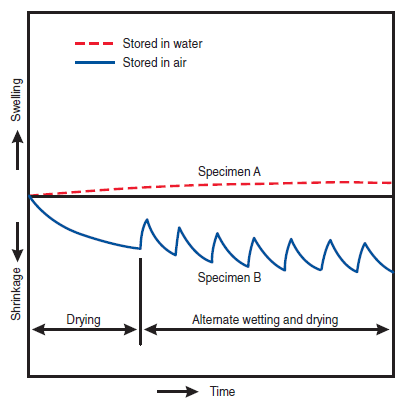 Stored in water
Stored in air
Swelling
Specimen A
Specimen B
Shrinkage
Drying
Alternate wetting and drying
Time